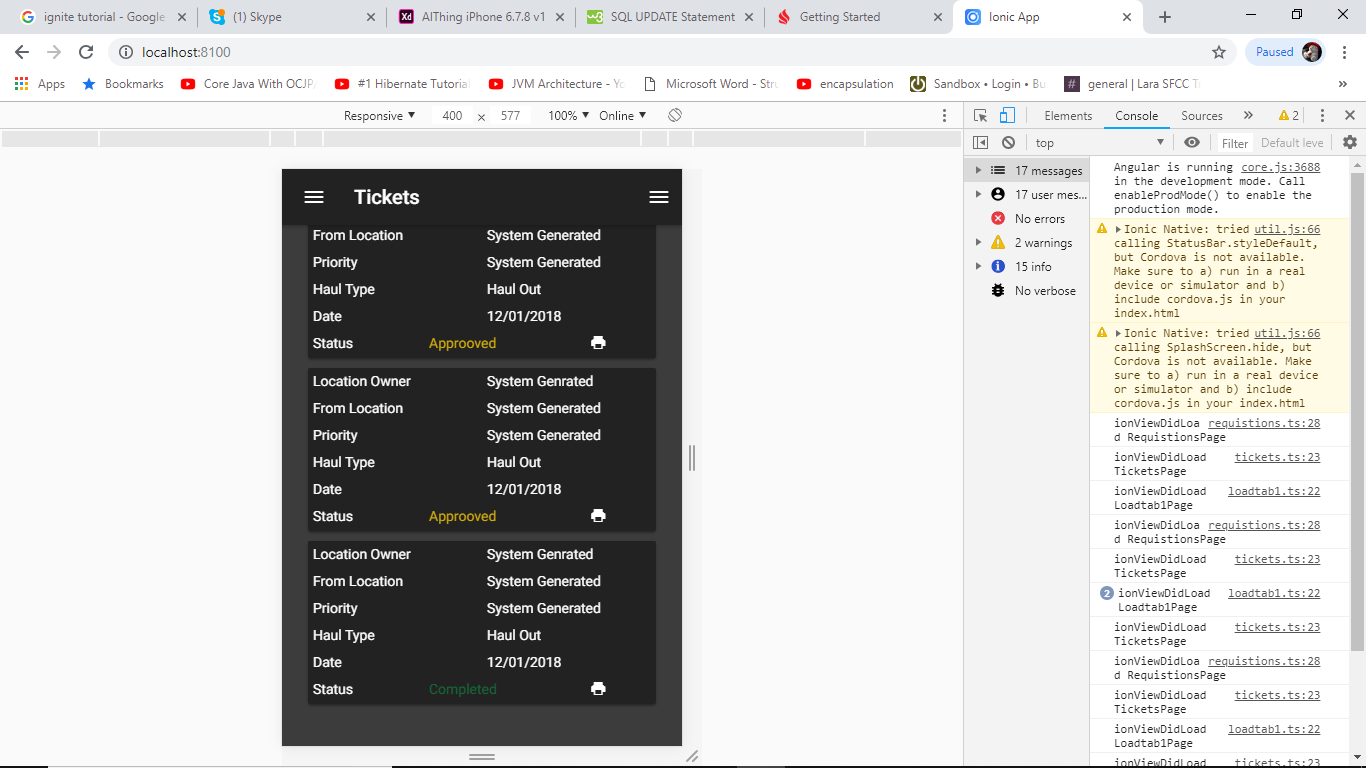 ignite tutorial - Google
(1) Skype
AIThing iPhone 6.7.8 v1
SQL UPDATE Statement
Getting Started
Ionic App
localhost:8100
Paused
Apps
Bookmarks
Core Java With OCJP
#1 Hibernate Tutorial
JVM Architecture - Yo
Microsoft Word - Stru
encapsulation
Sandbox • Login • Bu
general | Lara SFCC Tr
»
Responsive ▼ 400 x 577 100% ▼ Online ▼
Elements Console Sources » 2
top ▼ Filter Default leve
Tickets
From Location System Generated
Priority System Generated
Haul Type Haul Out
Date 12/01/2018
Status Approoved
Location Owner System Genrated
From Location System Generated
Priority System Generated
Haul Type Haul Out
Date 12/01/2018
Status Approoved
Location Owner System Genrated
From Location System Generated
Priority System Generated
Haul Type Haul Out
Date 12/01/2018
Status Completed
17 messages
17 user mes...
No errors
2 warnings
15 info
No verbose
Angular is running core.js:3688
in the development mode. Call
enableProdMode() to enable the
production mode.
Ionic Native: tried util.js:66
calling StatusBar.styleDefault,
but Cordova is not available.
Make sure to a) run in a real
device or simulator and b)
include cordova.js in your
index.html
Ionic Native: tried util.js:66
calling SplashScreen.hide, but
Cordova is not available. Make
sure to a) run in a real device
or simulator and b) include
cordova.js in your index.html
ionViewDidLoa requistions.ts:28
d RequistionsPage
ionViewDidLoad tickets.ts:23
TicketsPage
ionViewDidLoad loadtab1.ts:22
Loadtab1Page
ionViewDidLoa requistions.ts:28
d RequistionsPage
ionViewDidLoad tickets.ts:23
TicketsPage
2 ionViewDidLoad loadtab1.ts:22
Loadtab1Page
ionViewDidLoad tickets.ts:23
TicketsPage
ionViewDidLoa requistions.ts:28
d RequistionsPage
ionViewDidLoad tickets.ts:23
TicketsPage
ionViewDidLoad loadtab1.ts:22
Loadtab1Page
ionViewDidLoad tickets.ts:23